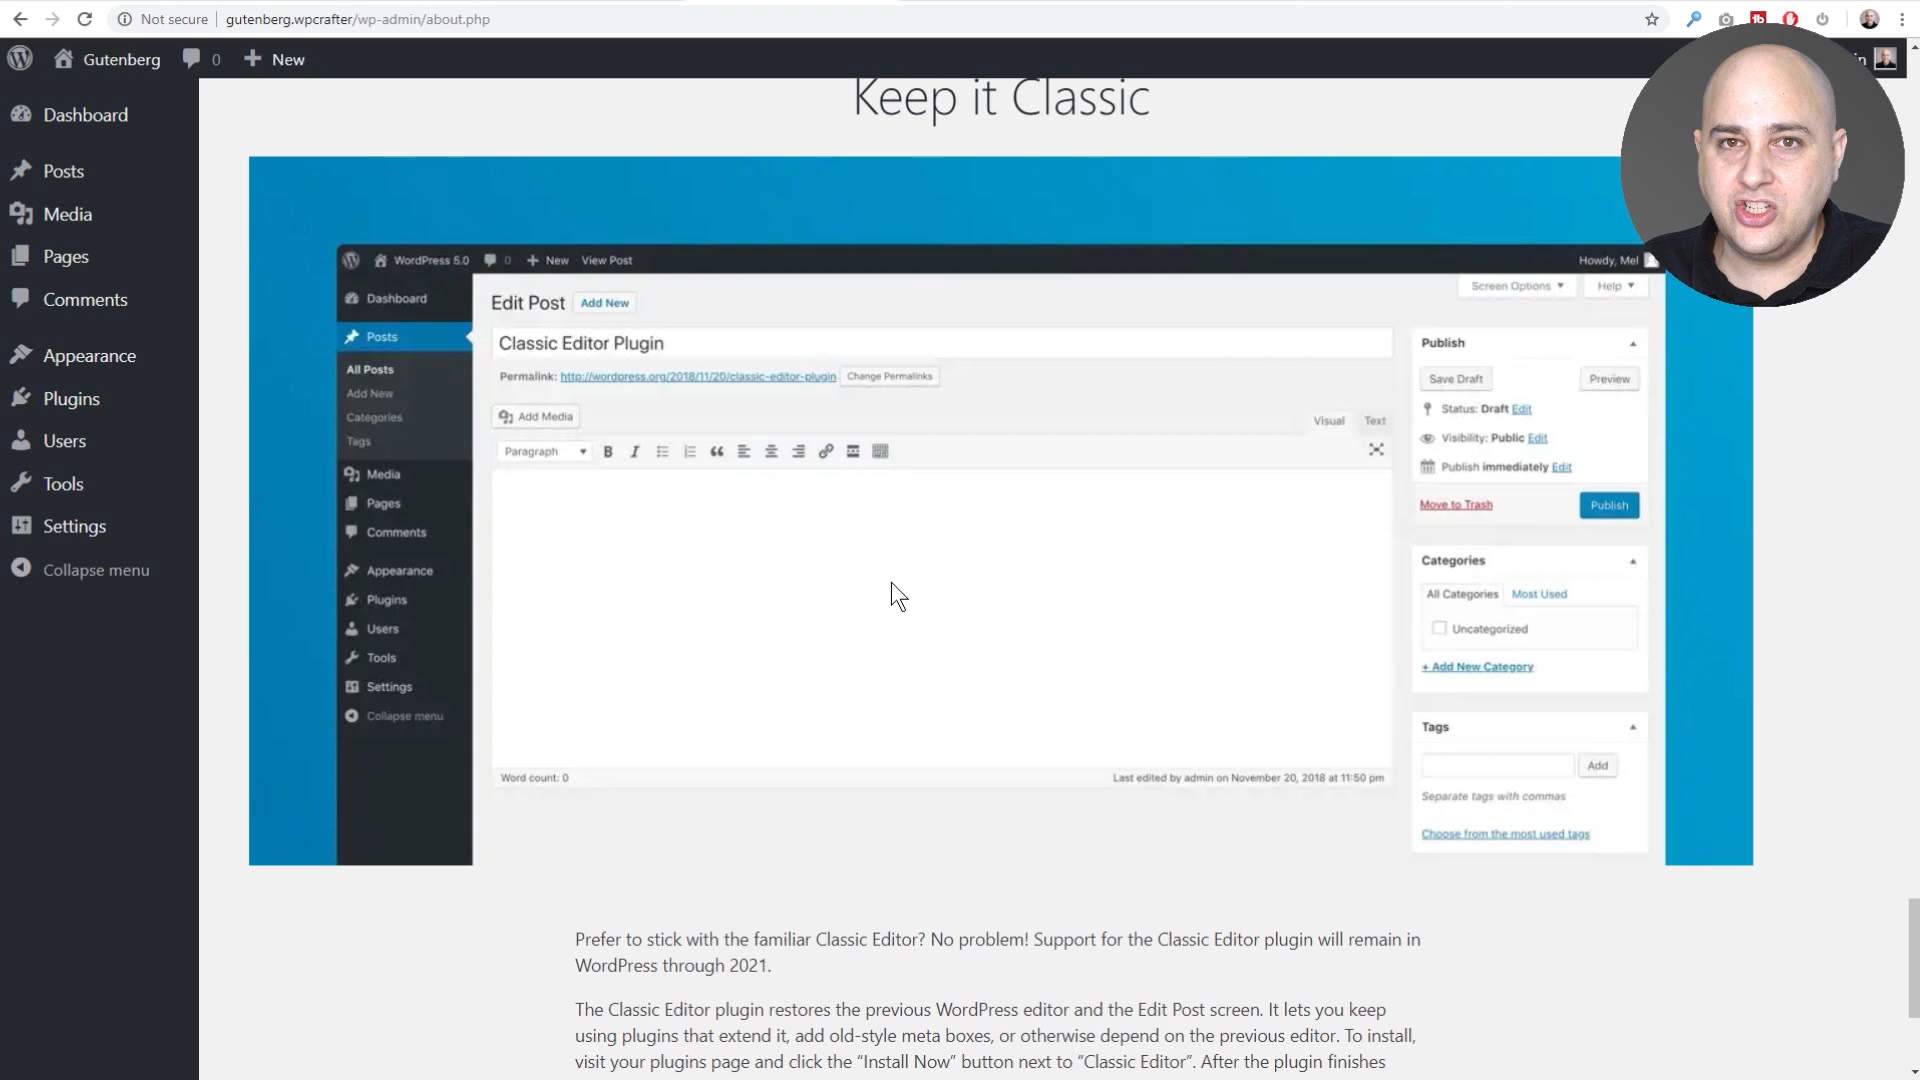 Not secure
gutenberg.wpcrafter/wp-admin/about.php
Gutenberg
0
New
Dashboard
Posts
Media
Pages
Comments
Appearance
Plugins
Users
Tools
Settings
Collapse menu
Keep it Classic
WordPress 5.0
0
New
View Post
Howdy, Mel
Dashboard
Posts
All Posts
Add New
Categories
Tags
Media
Pages
Comments
Appearance
Plugins
Users
Tools
Settings
Collapse menu
Screen Options
Help
Edit Post
Add New
Classic Editor Plugin
Permalink: http://wordpress.org/2018/11/20/classic-editor-plugin
Change Permalinks
Add Media
Visual
Text
Paragraph
B
I
Word count: 0
Last edited by admin on November 20, 2018 at 11:50 pm
Publish
Save Draft
Preview
Status: Draft Edit
Visibility: Public Edit
Publish immediately Edit
Move to Trash
Publish
Categories
All Categories
Most Used
Uncategorized
+ Add New Category
Tags
Add
Separate tags with commas
Choose from the most used tags
Prefer to stick with the familiar Classic Editor? No problem! Support for the Classic Editor plugin will remain in
WordPress through 2021.
The Classic Editor plugin restores the previous WordPress editor and the Edit Post screen. It lets you keep
using plugins that extend it, add old-style meta boxes, or otherwise depend on the previous editor. To install,
visit your plugins page and click the “Install Now” button next to “Classic Editor”. After the plugin finishes